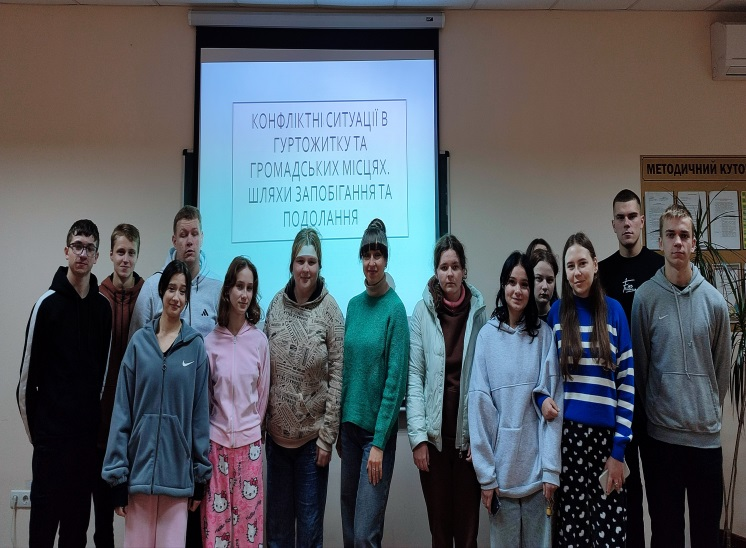 КОНФЛІКТНІ СИТУАЦІЇ В
ГУРТОЖИТКУ ТА
ГРОМАДСЬКИХ МІСЦЯХ.
ШЛЯХИ ЗАПОБІГАННЯ ТА
ПОДОЛАННЯ
МЕТОДИЧНИЙ КУТО